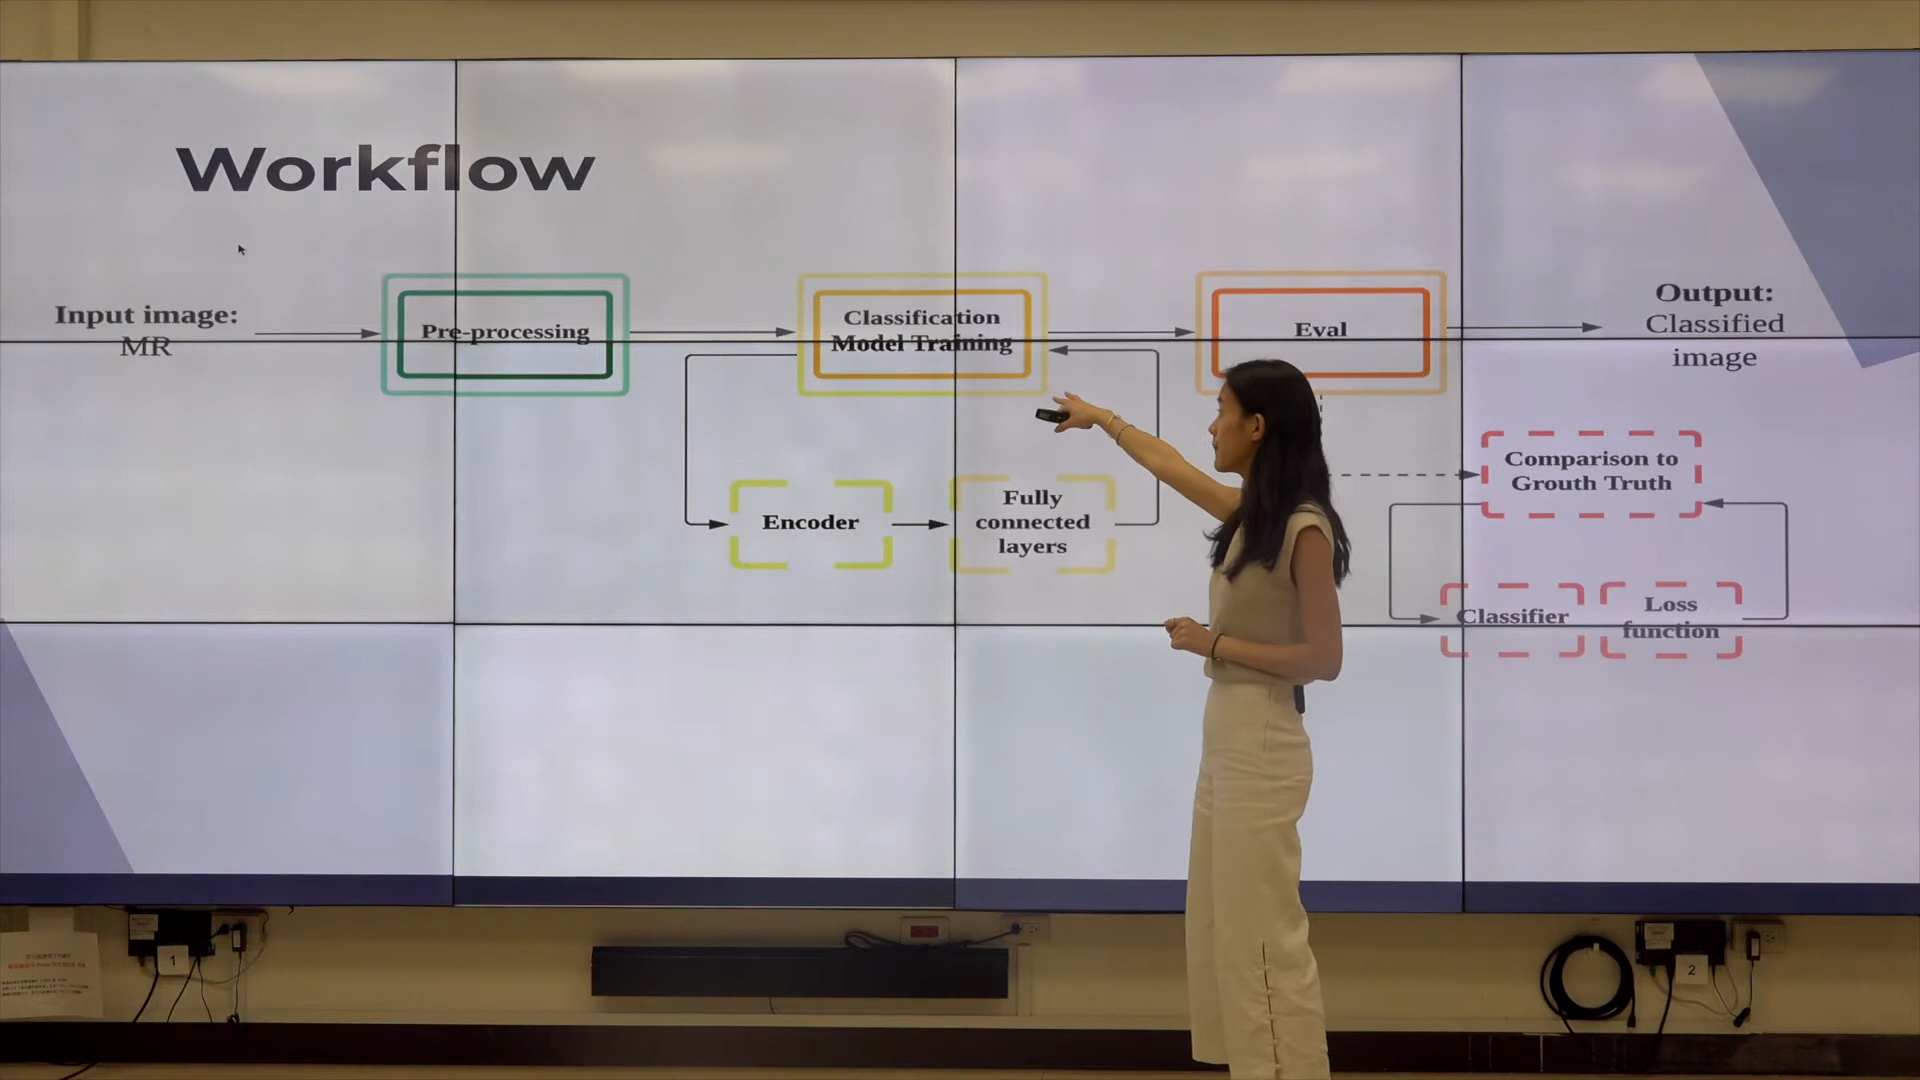 Workflow
Input image:
MR
Pre-processing
Classification
Model Training
Eval
Output:
Classified
image
Encoder
Fully
connected
layers
Comparison to
Grouth Truth
Classifier
Loss
function
1
2